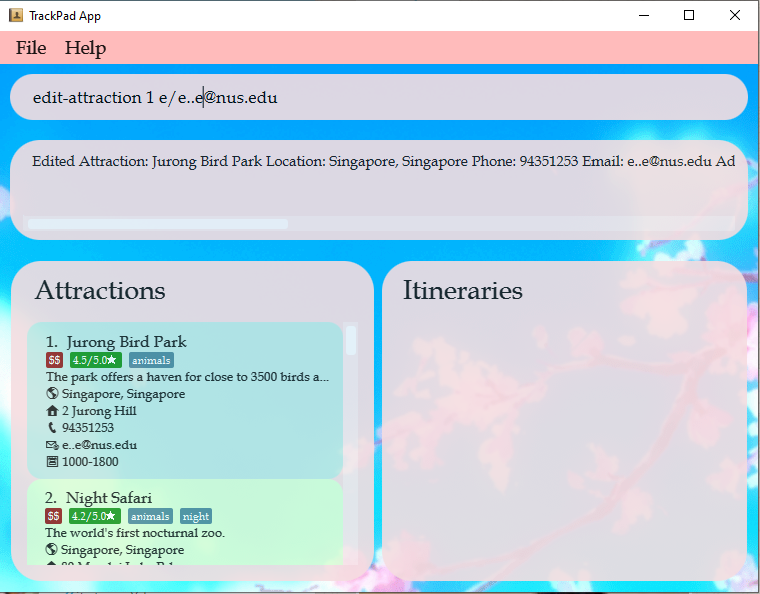 TrackPad App
File Help
edit-attraction 1 e/e..e@nus.edu
Edited Attraction: Jurong Bird Park Location: Singapore, Singapore Phone: 94351253 Email: e..e@nus.edu Ad
Attractions
1. Jurong Bird Park
$$ 4.5/5.0★ animals
The park offers a haven for close to 3500 birds a...
Singapore, Singapore
2 Jurong Hill
94351253
e..e@nus.edu
1000-1800
2. Night Safari
$$ 4.2/5.0★ animals night
The world's first nocturnal zoo.
Singapore, Singapore
Itineraries